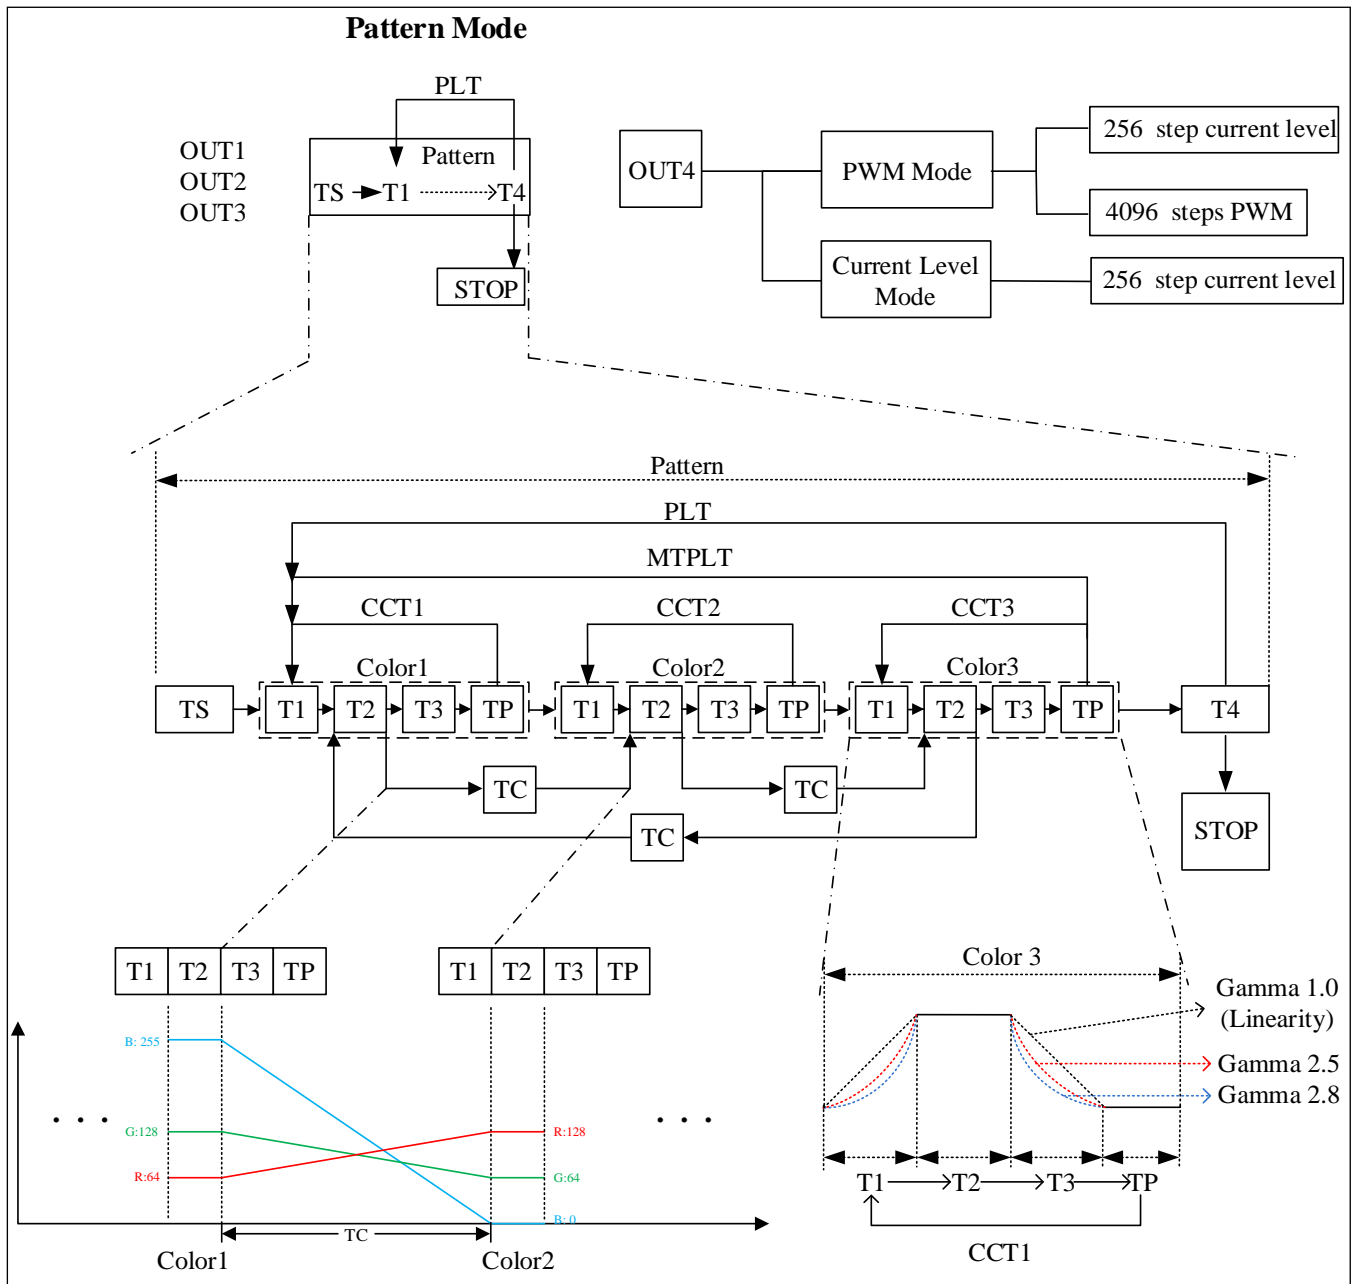 Pattern Mode
PLT
OUT1
OUT2
OUT3
Pattern
TS T1 T4
STOP
OUT4
PWM Mode
256 step current level
4096 steps PWM
Current Level
Mode
256 step current level
Pattern
PLT
MTPLT
CCT1 CCT2 CCT3
Color1 Color2 Color3
TS T1 T2 T3 TP T1 T2 T3 TP T1 T2 T3 TP T4
TC TC
TC
STOP
T1 T2 T3 TP
T1 T2 T3 TP
B: 255
G:128
R:64
R:128
G:64
B: 0
TC
Color1
Color2
. . .
. . .
Color 3
Gamma 1.0
(Linearity)
Gamma 2.5
Gamma 2.8
T1 T2 T3 TP
CCT1